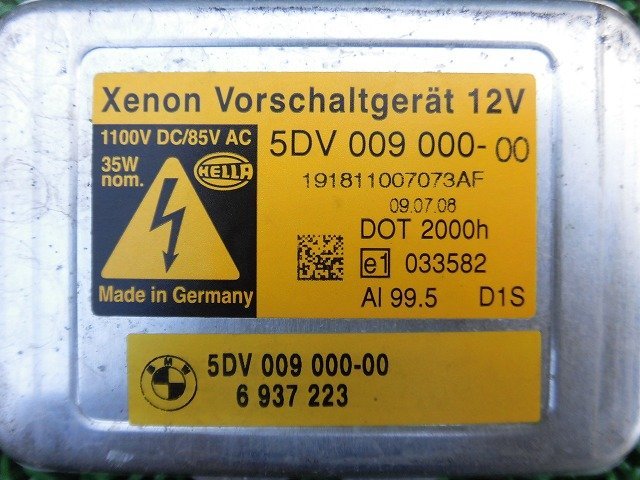 Xenon Vorschaltgerät 12V
1100V DC/85V AC
35W
nom.
HELLA
Made in Germany
5DV 009 000-00
191811007073AF
09.07.08
DOT 2000h
e1 033582
Al 99.5 D1S
BMW
5DV 009 000-00
6 937 223